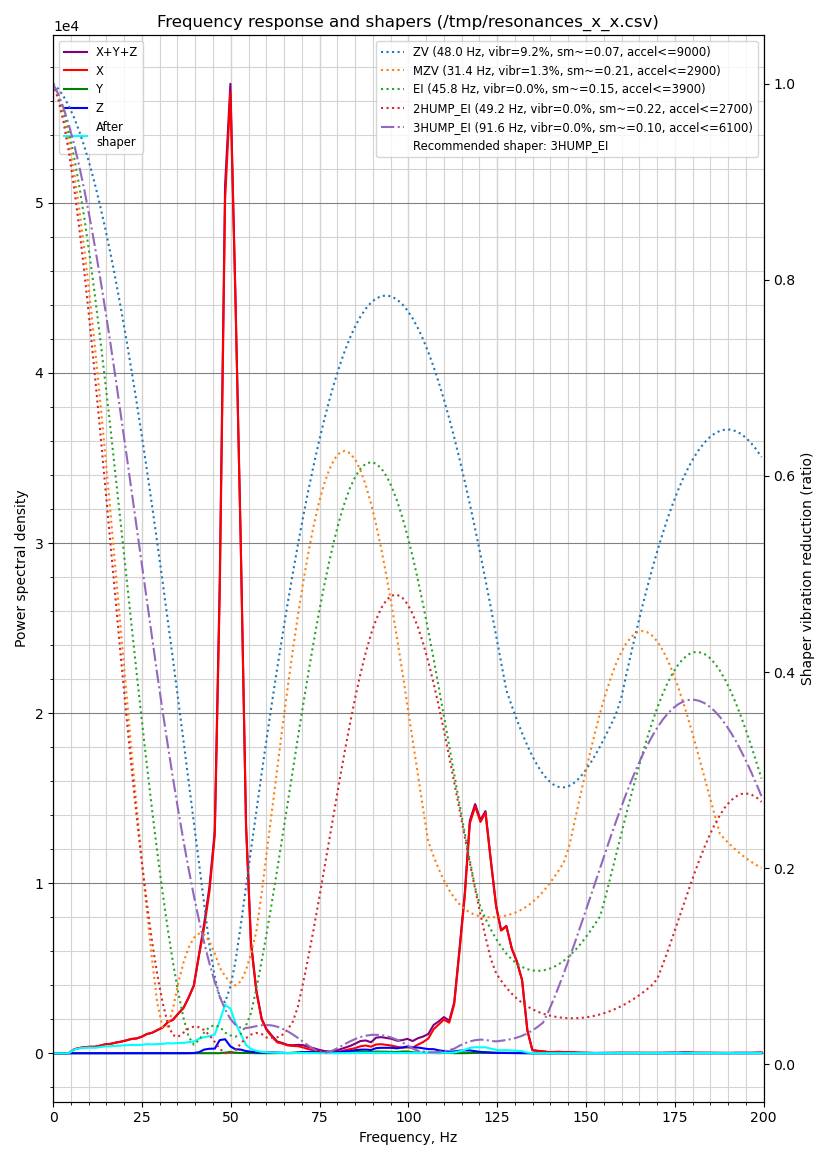 Frequency response and shapers (/tmp/resonances_x_x.csv)
1e4
X+Y+Z
X
Y
Z
After
shaper
ZV (48.0 Hz, vibr=9.2%, sm~=0.07, accel<=9000)
MZV (31.4 Hz, vibr=1.3%, sm~=0.21, accel<=2900)
EI (45.8 Hz, vibr=0.0%, sm~=0.15, accel<=3900)
2HUMP_EI (49.2 Hz, vibr=0.0%, sm~=0.22, accel<=2700)
3HUMP_EI (91.6 Hz, vibr=0.0%, sm~=0.10, accel<=6100)
Recommended shaper: 3HUMP_EI
Power spectral density
5
4
3
2
1
0
1.0
0.8
0.6
0.4
0.2
0.0
Shaper vibration reduction (ratio)
0 25 50 75 100 125 150 175 200
Frequency, Hz